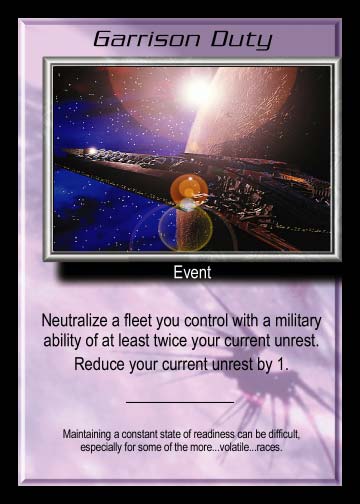 Garrison Duty
Event
Neutralize a fleet you control with a military
ability of at least twice your current unrest.
Reduce your current unrest by 1.
Maintaining a constant state of readiness can be difficult,
especially for some of the more...volatile...races.